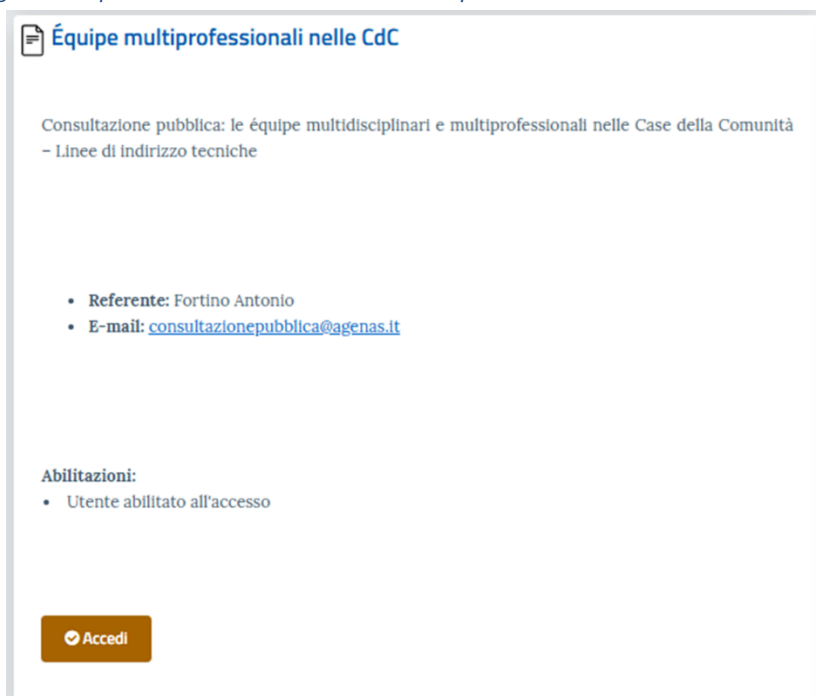 Équipe multiprofessionali nelle CdC
Consultazione pubblica: le équipe multidisciplinari e multiprofessionali nelle Case della Comunità
– Linee di indirizzo tecniche
• Referente: Fortino Antonio
• E-mail: consultazionepubblica@agenas.it
Abilitazioni:
• Utente abilitato all'accesso
Accedi